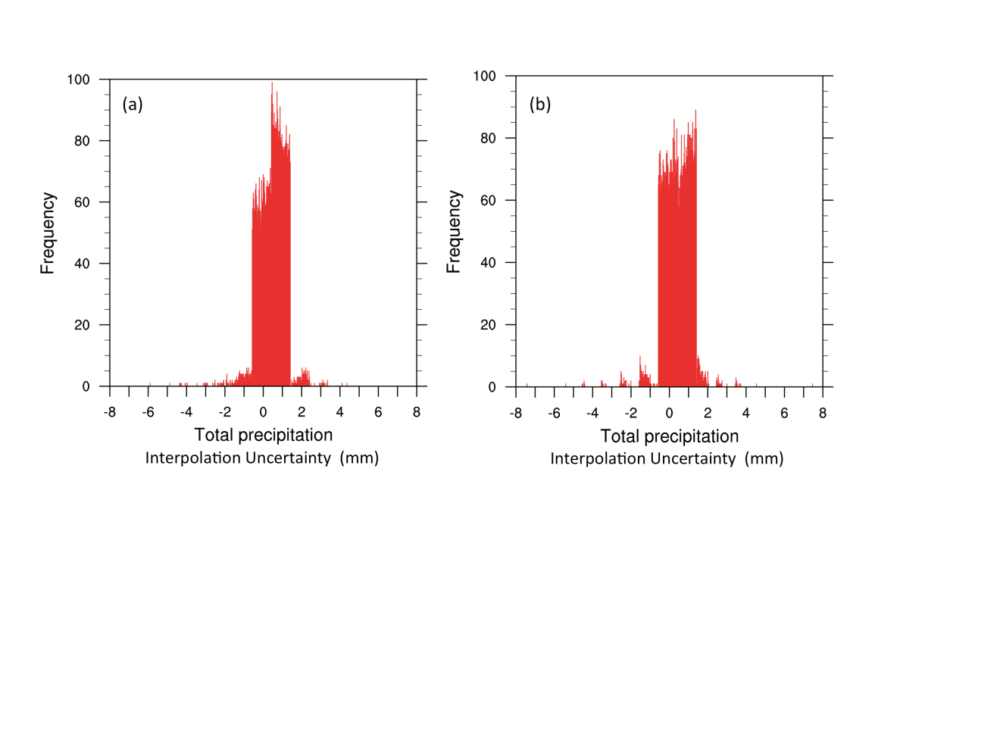 (a)
Frequency
100
80
60
40
20
0
-8 -6 -4 -2 0 2 4 6 8
Total precipitation
Interpolation Uncertainty (mm)
(b)
Frequency
100
80
60
40
20
0
-8 -6 -4 -2 0 2 4 6 8
Total precipitation
Interpolation Uncertainty (mm)